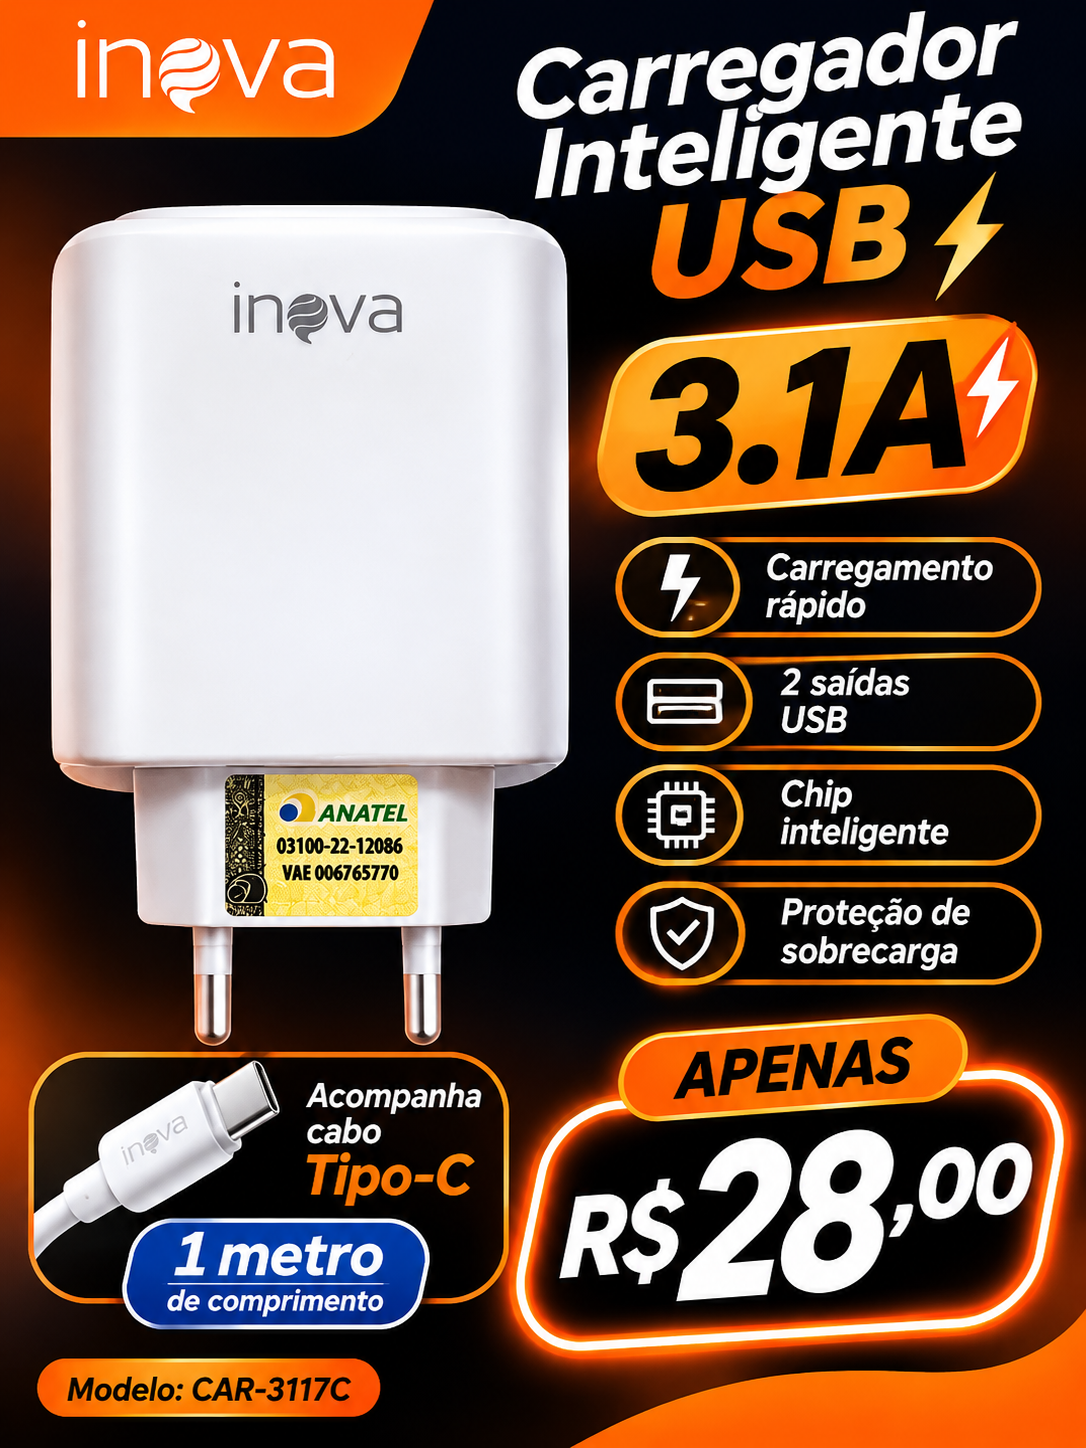 inova
Carregador
Inteligente
USB
3.1A
inova
Carregamento
rápido
2 saídas
USB
Chip
inteligente
Proteção de
sobrecarga
ANATEL
03100-22-12086
VAE 006765770
inova
Acompanha
cabo
Tipo-C
1 metro
de comprimento
APENAS
R$28,00
Modelo: CAR-3117C